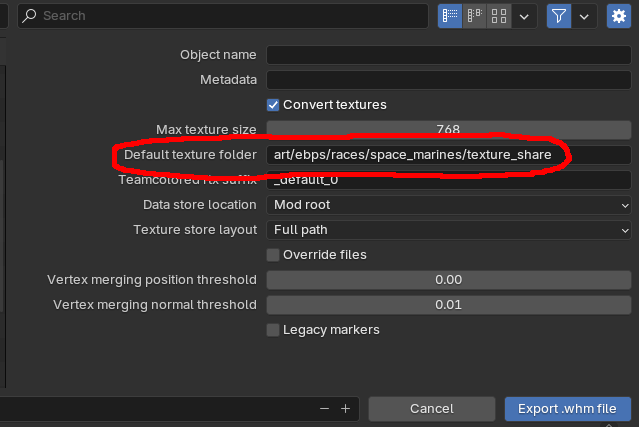 Search
Object name
Metadata
Convert textures
Max texture size 768
Default texture folder art/ebps/races/space_marines/texture_share
Teamcolored rtx suffix _default_0
Data store location Mod root
Texture store layout Full path
Override files
Vertex merging position threshold 0.00
Vertex merging normal threshold 0.01
Legacy markers
Cancel
Export .whm file